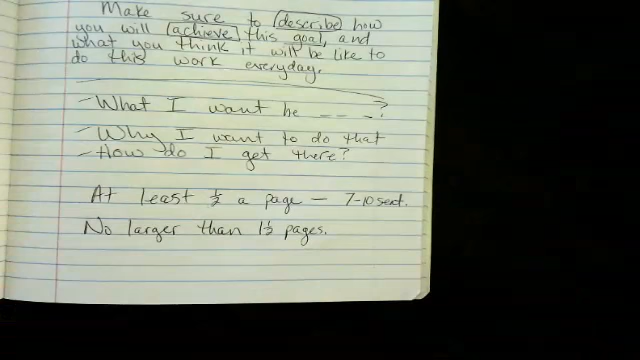 Make sure to describe how
you will achieve this goal, and
what you think it will be like to
do this work everyday.
- What I want be _ _ _ ?
- Why I want to do that
- How do I get there?
At least ½ a page - 7-10 sent.
No larger than 1½ pages.